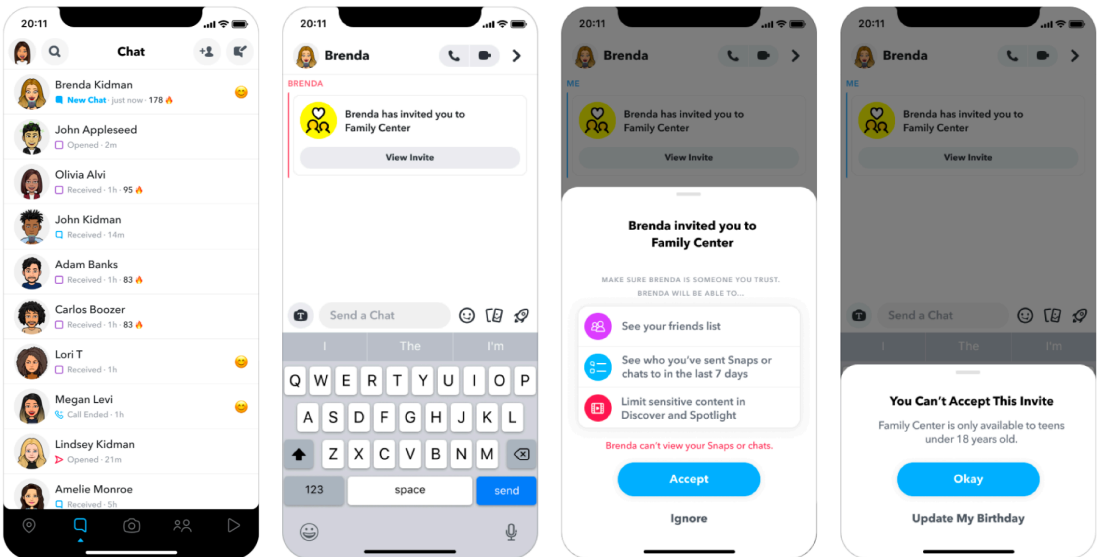 20:11
Chat
Brenda Kidman
New Chat · just now · 178 🔥
John Appleseed
Opened · 2m
Olivia Alvi
Received · 1h · 95 🔥
John Kidman
Received · 14m
Adam Banks
Received · 1h · 83 🔥
Carlos Boozer
Received · 1h · 83 🔥
Lori T
Received · 1h
Megan Levi
Call Ended · 1h
Lindsey Kidman
Opened · 21m
Amelie Monroe
Received · 5h
20:11
Brenda
BRENDA
Brenda has invited you to
Family Center
View Invite
T
Send a Chat
I The I'm
Q W E R T Y U I O P
A S D F G H J K L
Z X C V B N M
123 space send
20:11
Brenda
ME
Brenda has invited you to
Family Center
View Invite
Brenda invited you to
Family Center
MAKE SURE BRENDA IS SOMEONE YOU TRUST.
BRENDA WILL BE ABLE TO...
See your friends list
See who you've sent Snaps or
chats to in the last 7 days
Limit sensitive content in
Discover and Spotlight
Brenda can't view your Snaps or chats.
Accept
Ignore
20:11
Brenda
ME
Brenda has invited you to
Family Center
View Invite
T
Send a Chat
I The I'm
You Can't Accept This Invite
Family Center is only available to teens
under 18 years old.
Okay
Update My Birthday